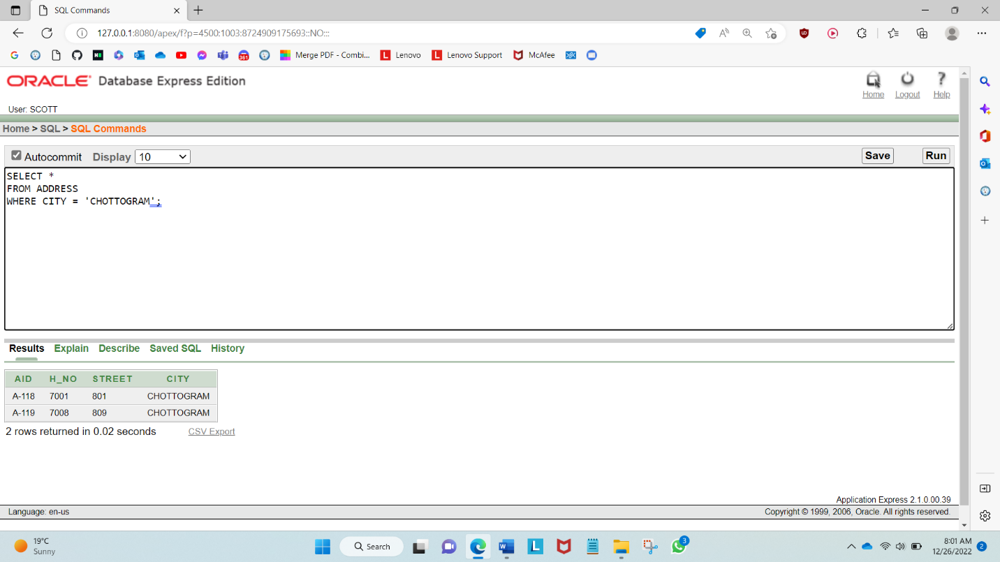 SQL Commands
127.0.0.1:8080/apex/f?p=4500:1003:8724909175693::NO:::
Merge PDF - Combi... Lenovo Lenovo Support McAfee
ORACLE Database Express Edition
Home Logout Help
User: SCOTT
Home > SQL > SQL Commands
Autocommit Display 10 Save Run
SELECT *
FROM ADDRESS
WHERE CITY = 'CHOTTOGRAM';
Results Explain Describe Saved SQL History
AID H_NO STREET CITY
A-118 7001 801 CHOTTOGRAM
A-119 7008 809 CHOTTOGRAM
2 rows returned in 0.02 seconds CSV Export
Application Express 2.1.0.00.39
Language: en-us Copyright © 1999, 2006, Oracle. All rights reserved.
19°C
Sunny
Search
3
8:01 AM
12/26/2022
2